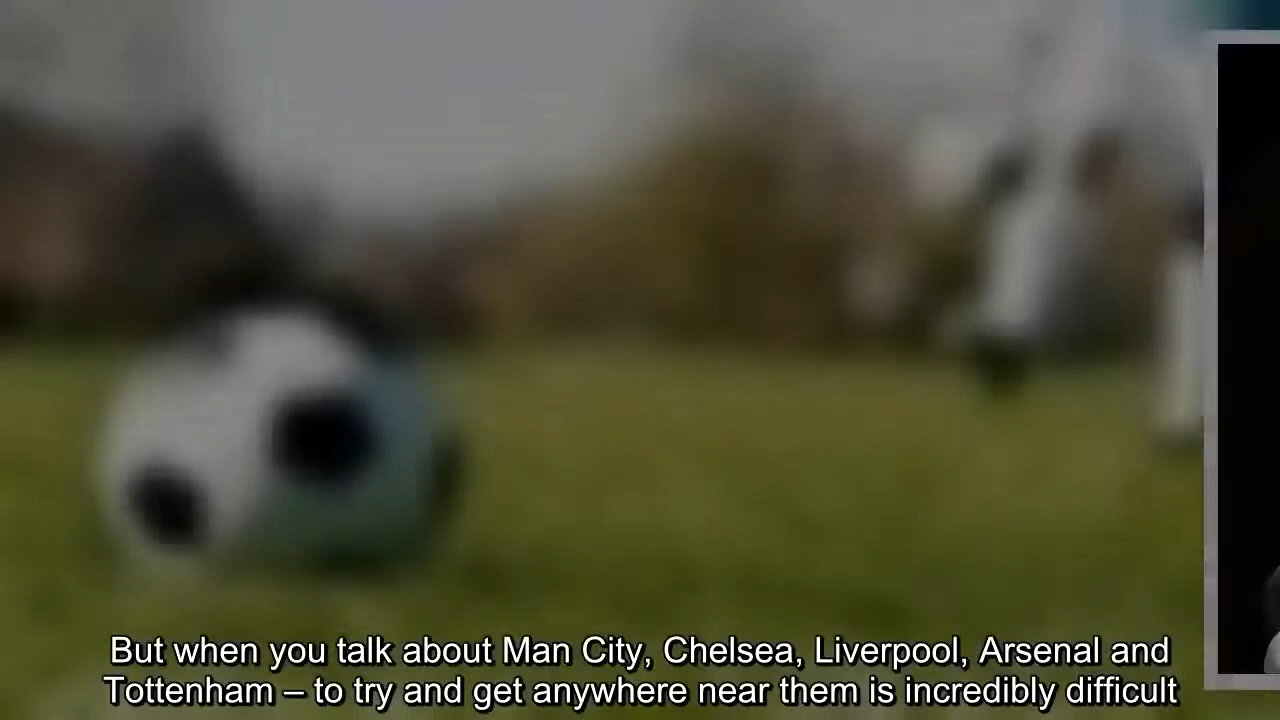 But when you talk about Man City, Chelsea, Liverpool, Arsenal and
Tottenham – to try and get anywhere near them is incredibly difficult